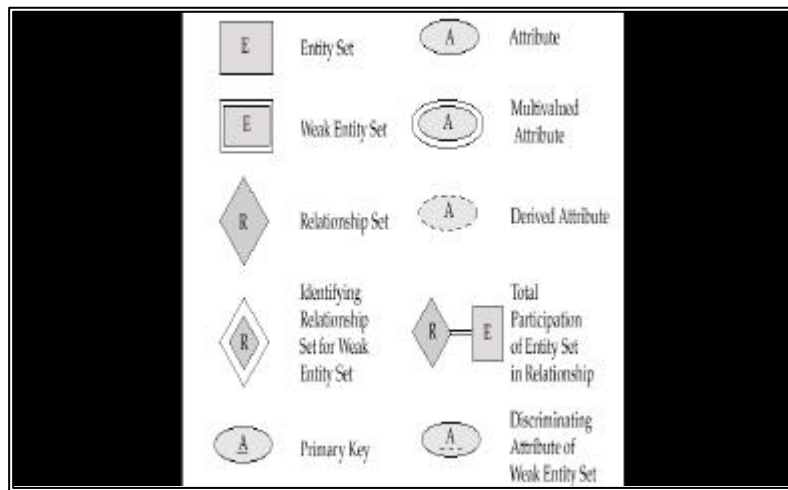 E
Entity Set
A
Attribute
E
Weak Entity Set
A
Multivalued
Attribute
R
Relationship Set
A
Derived Attribute
R
Identifying
Relationship
Set for Weak
Entity Set
R
E
Total
Participation
of Entity Set
in Relationship
A
Primary Key
A
Discriminating
Attribute of
Weak Entity Set